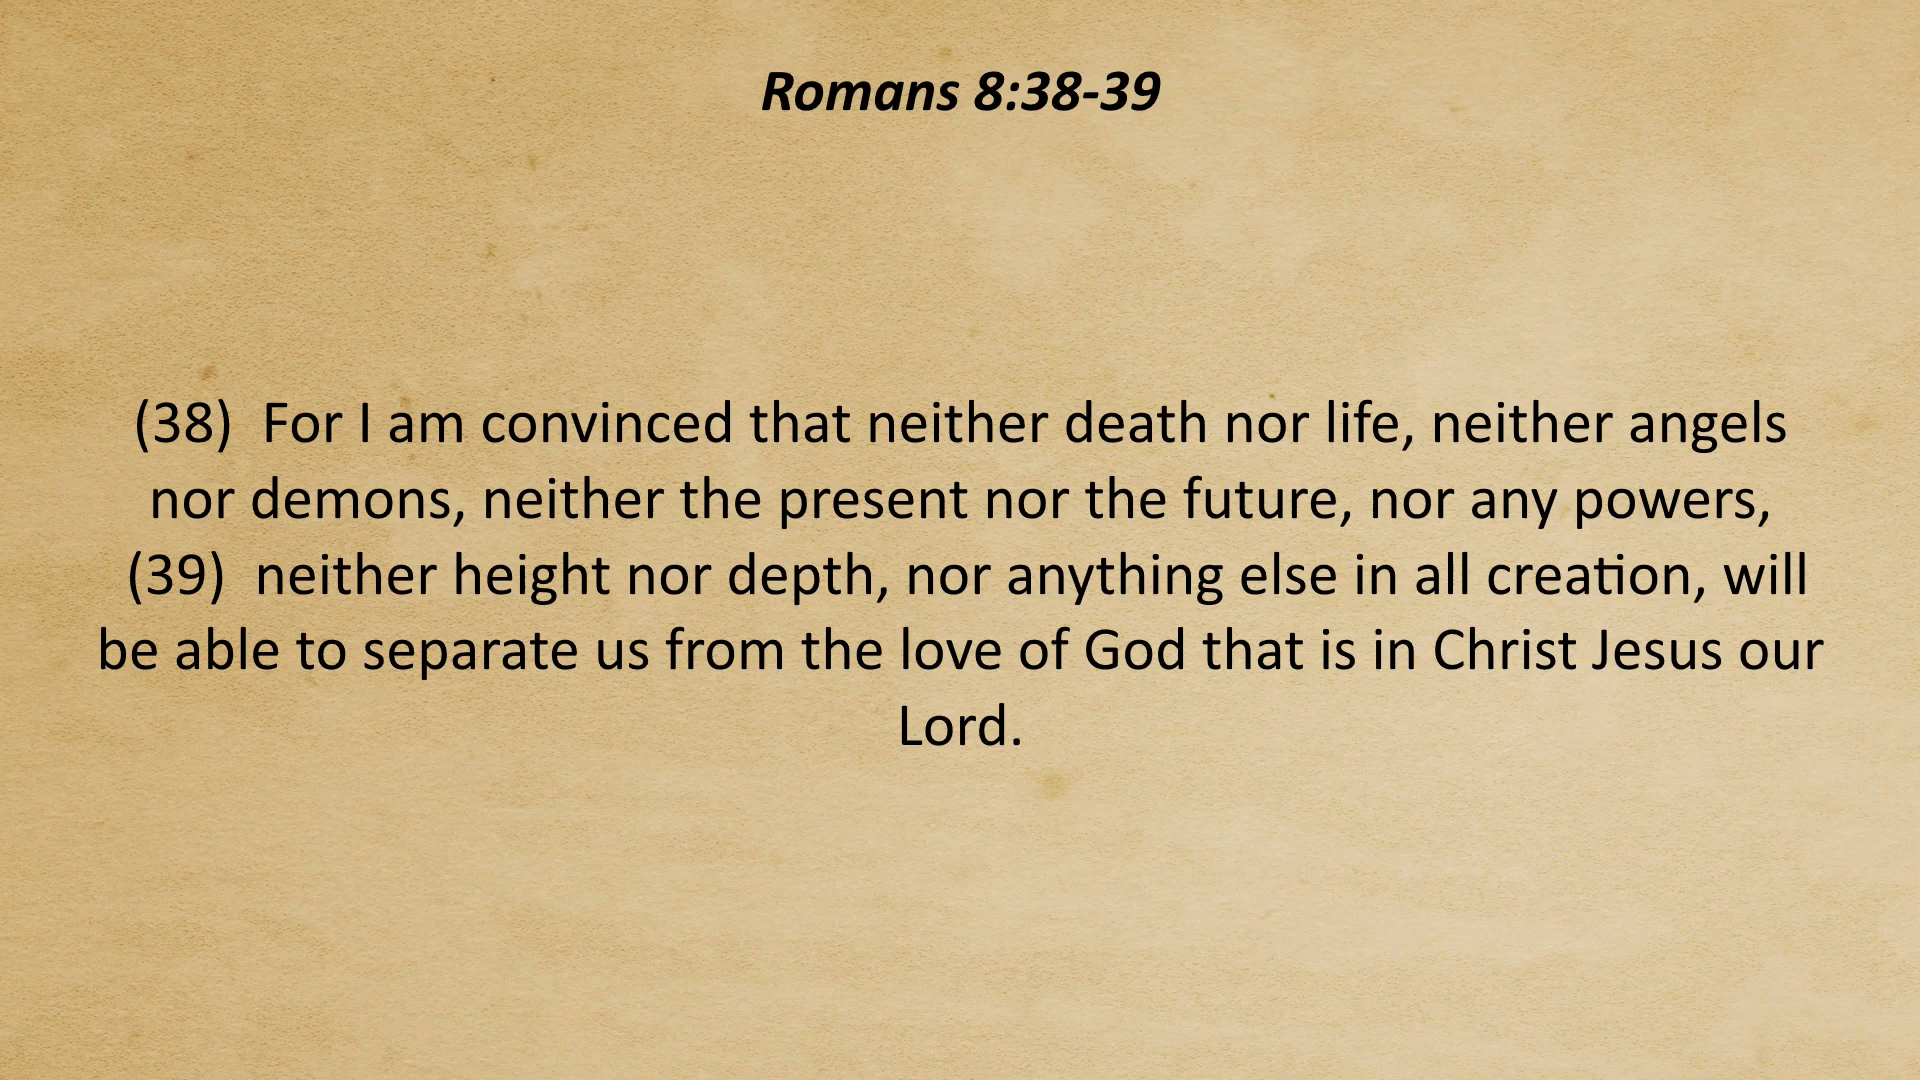 Romans 8:38-39
(38)  For I am convinced that neither death nor life, neither angels
nor demons, neither the present nor the future, nor any powers,
(39)  neither height nor depth, nor anything else in all creation, will
be able to separate us from the love of God that is in Christ Jesus our
Lord.